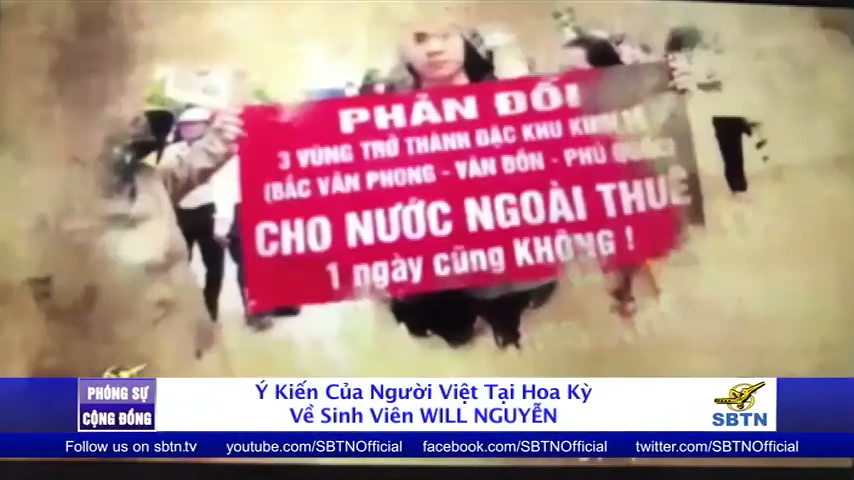 PHẢN ĐỐI
3 VÙNG TRỞ THÀNH ĐẶC KHU KINH TẾ
(BẮC VÂN PHONG - VÂN ĐỒN - PHÚ QUỐC)
CHO NƯỚC NGOÀI THUÊ
1 ngày cũng KHÔNG !
PHÓNG SỰ
CỘNG ĐỒNG
Ý Kiến Của Người Việt Tại Hoa Kỳ
Về Sinh Viên WILL NGUYỄN
SBTN
Follow us on sbtn.tv
youtube.com/SBTNOfficial
facebook.com/SBTNOfficial
twitter.com/SBTNOfficial